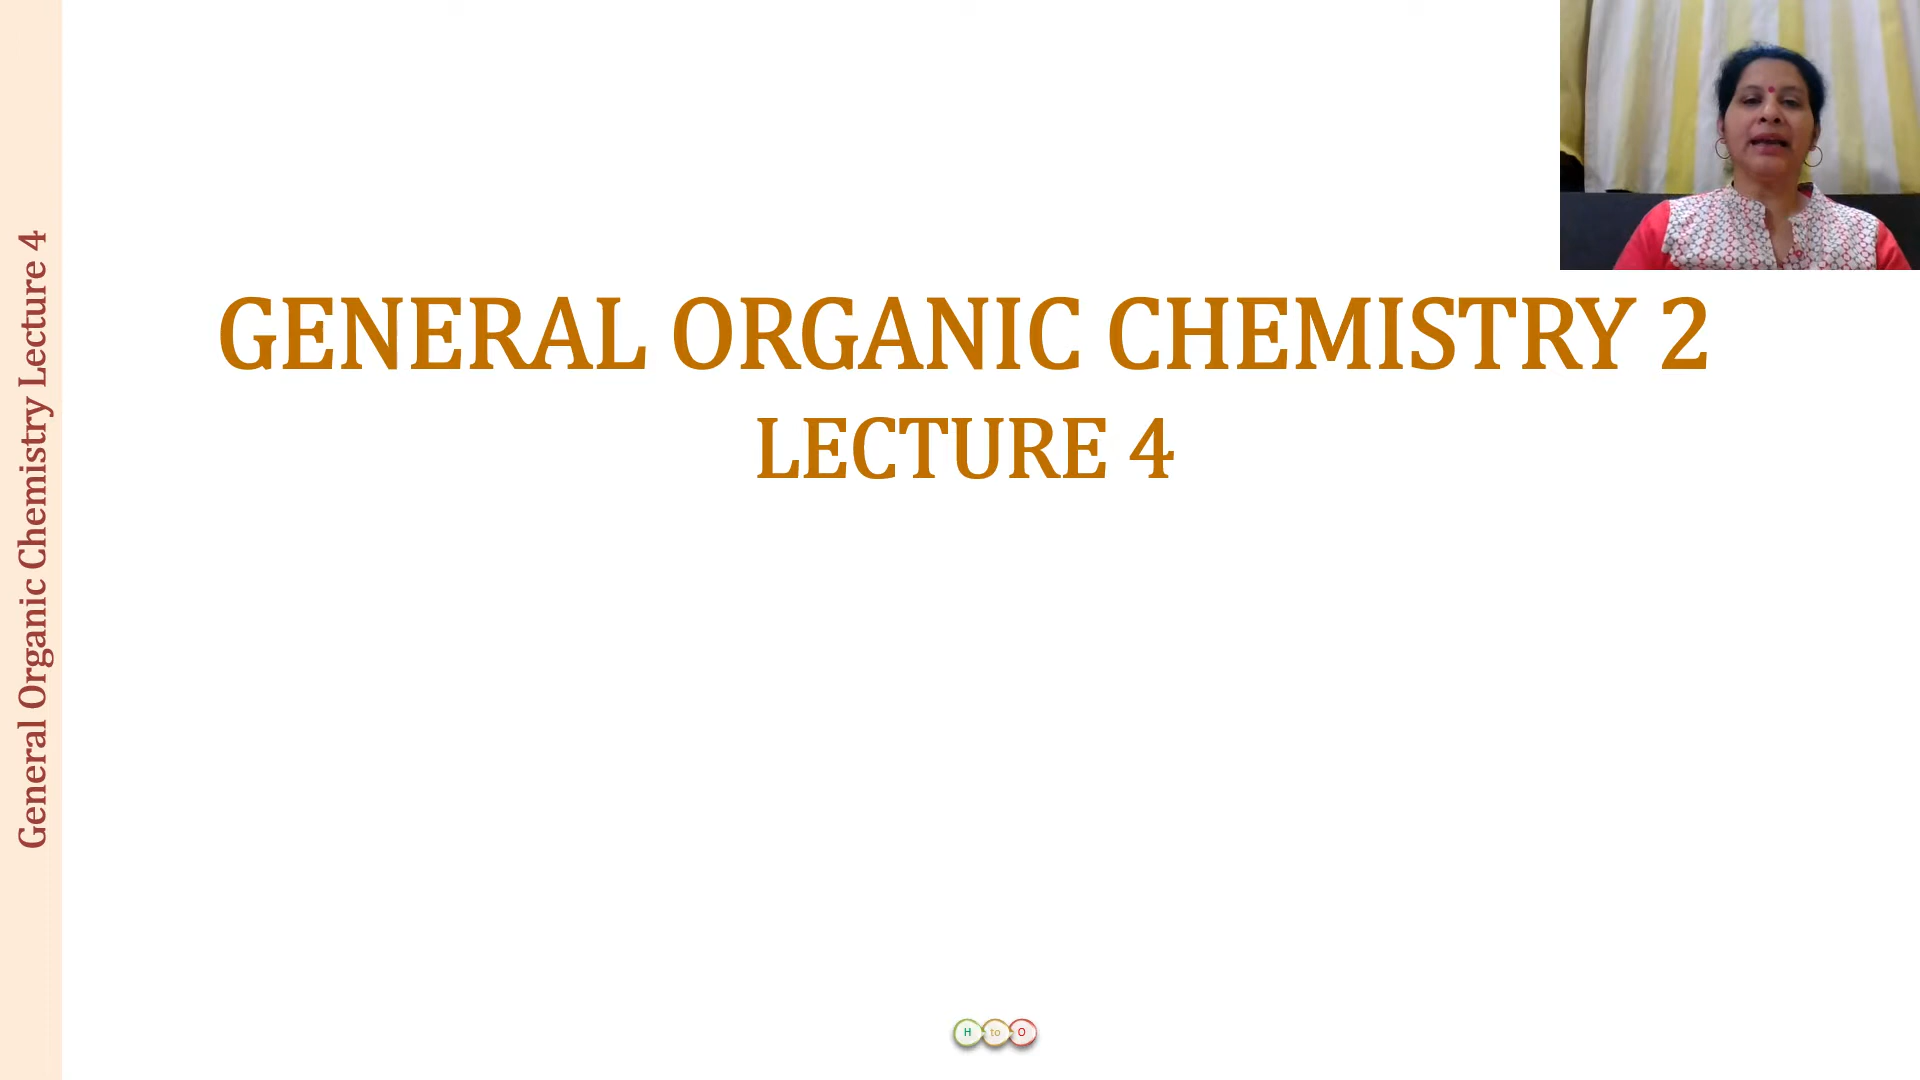 General Organic Chemistry Lecture 4
GENERAL ORGANIC CHEMISTRY 2
LECTURE 4
H to O